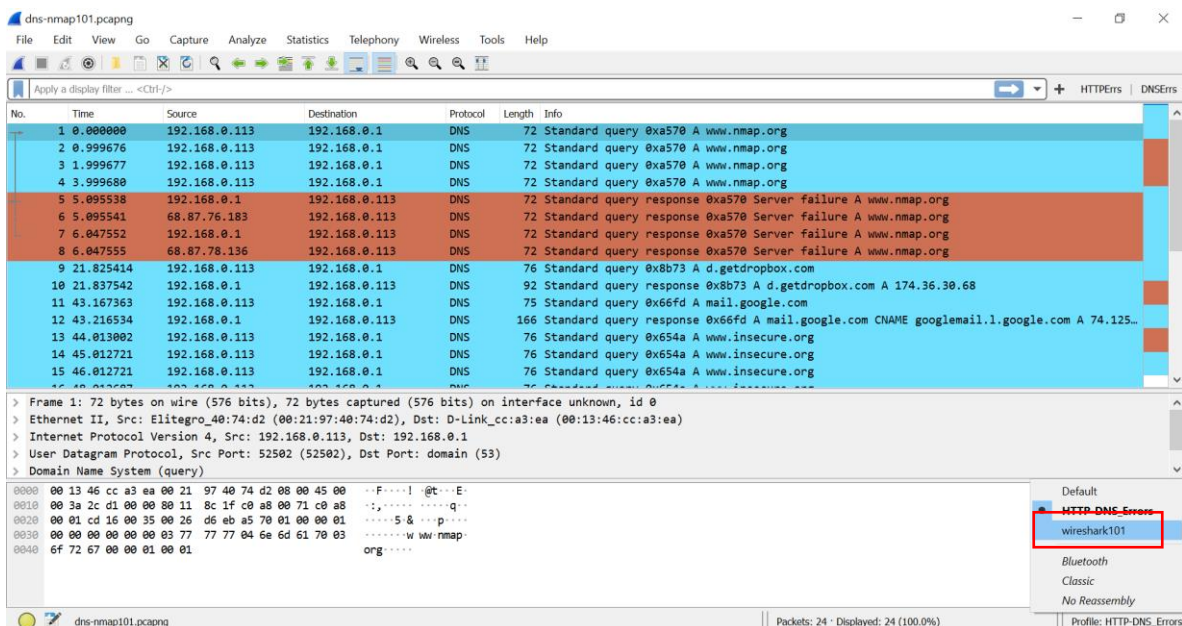 dns-nmap101.pcapng
File Edit View Go Capture Analyze Statistics Telephony Wireless Tools Help
Apply a display filter ... <Ctrl-/>
+ HTTPErrs | DNSErrs
No. Time Source Destination Protocol Length Info
1 0.000000 192.168.0.113 192.168.0.1 DNS 72 Standard query 0xa570 A www.nmap.org
2 0.999676 192.168.0.113 192.168.0.1 DNS 72 Standard query 0xa570 A www.nmap.org
3 1.999677 192.168.0.113 192.168.0.1 DNS 72 Standard query 0xa570 A www.nmap.org
4 3.999680 192.168.0.113 192.168.0.1 DNS 72 Standard query 0xa570 A www.nmap.org
5 5.095538 192.168.0.1 192.168.0.113 DNS 72 Standard query response 0xa570 Server failure A www.nmap.org
6 5.095541 68.87.76.183 192.168.0.113 DNS 72 Standard query response 0xa570 Server failure A www.nmap.org
7 6.047552 192.168.0.1 192.168.0.113 DNS 72 Standard query response 0xa570 Server failure A www.nmap.org
8 6.047555 68.87.78.136 192.168.0.113 DNS 72 Standard query response 0xa570 Server failure A www.nmap.org
9 21.825414 192.168.0.113 192.168.0.1 DNS 76 Standard query 0x8b73 A d.getdropbox.com
10 21.837542 192.168.0.1 192.168.0.113 DNS 92 Standard query response 0x8b73 A d.getdropbox.com A 174.36.30.68
11 43.167363 192.168.0.113 192.168.0.1 DNS 75 Standard query 0x66fd A mail.google.com
12 43.216534 192.168.0.1 192.168.0.113 DNS 166 Standard query response 0x66fd A mail.google.com CNAME googlemail.l.google.com A 74.125…
13 44.013002 192.168.0.113 192.168.0.1 DNS 76 Standard query 0x654a A www.insecure.org
14 45.012721 192.168.0.113 192.168.0.1 DNS 76 Standard query 0x654a A www.insecure.org
15 46.012721 192.168.0.113 192.168.0.1 DNS 76 Standard query 0x654a A www.insecure.org
> Frame 1: 72 bytes on wire (576 bits), 72 bytes captured (576 bits) on interface unknown, id 0
> Ethernet II, Src: Elitegro_40:74:d2 (00:21:97:40:74:d2), Dst: D-Link_cc:a3:ea (00:13:46:cc:a3:ea)
> Internet Protocol Version 4, Src: 192.168.0.113, Dst: 192.168.0.1
> User Datagram Protocol, Src Port: 52502 (52502), Dst Port: domain (53)
> Domain Name System (query)
0000 00 13 46 cc a3 ea 00 21 97 40 74 d2 08 00 45 00 ··F····! ·@t···E·
0010 00 3a 2c d1 00 00 80 11 8c 1f c0 a8 00 71 c0 a8 ·:,····· ·····q··
0020 00 01 cd 16 00 35 00 26 d6 eb a5 70 01 00 00 01 ·····5·& ···p····
0030 00 00 00 00 00 00 03 77 77 77 04 6e 6d 61 70 03 ·······w ww·nmap·
0040 6f 72 67 00 00 01 00 01 org·····
Default
HTTP-DNS_Errors
wireshark101
Bluetooth
Classic
No Reassembly
dns-nmap101.pcapng Packets: 24 · Displayed: 24 (100.0%) Profile: HTTP-DNS_Errors